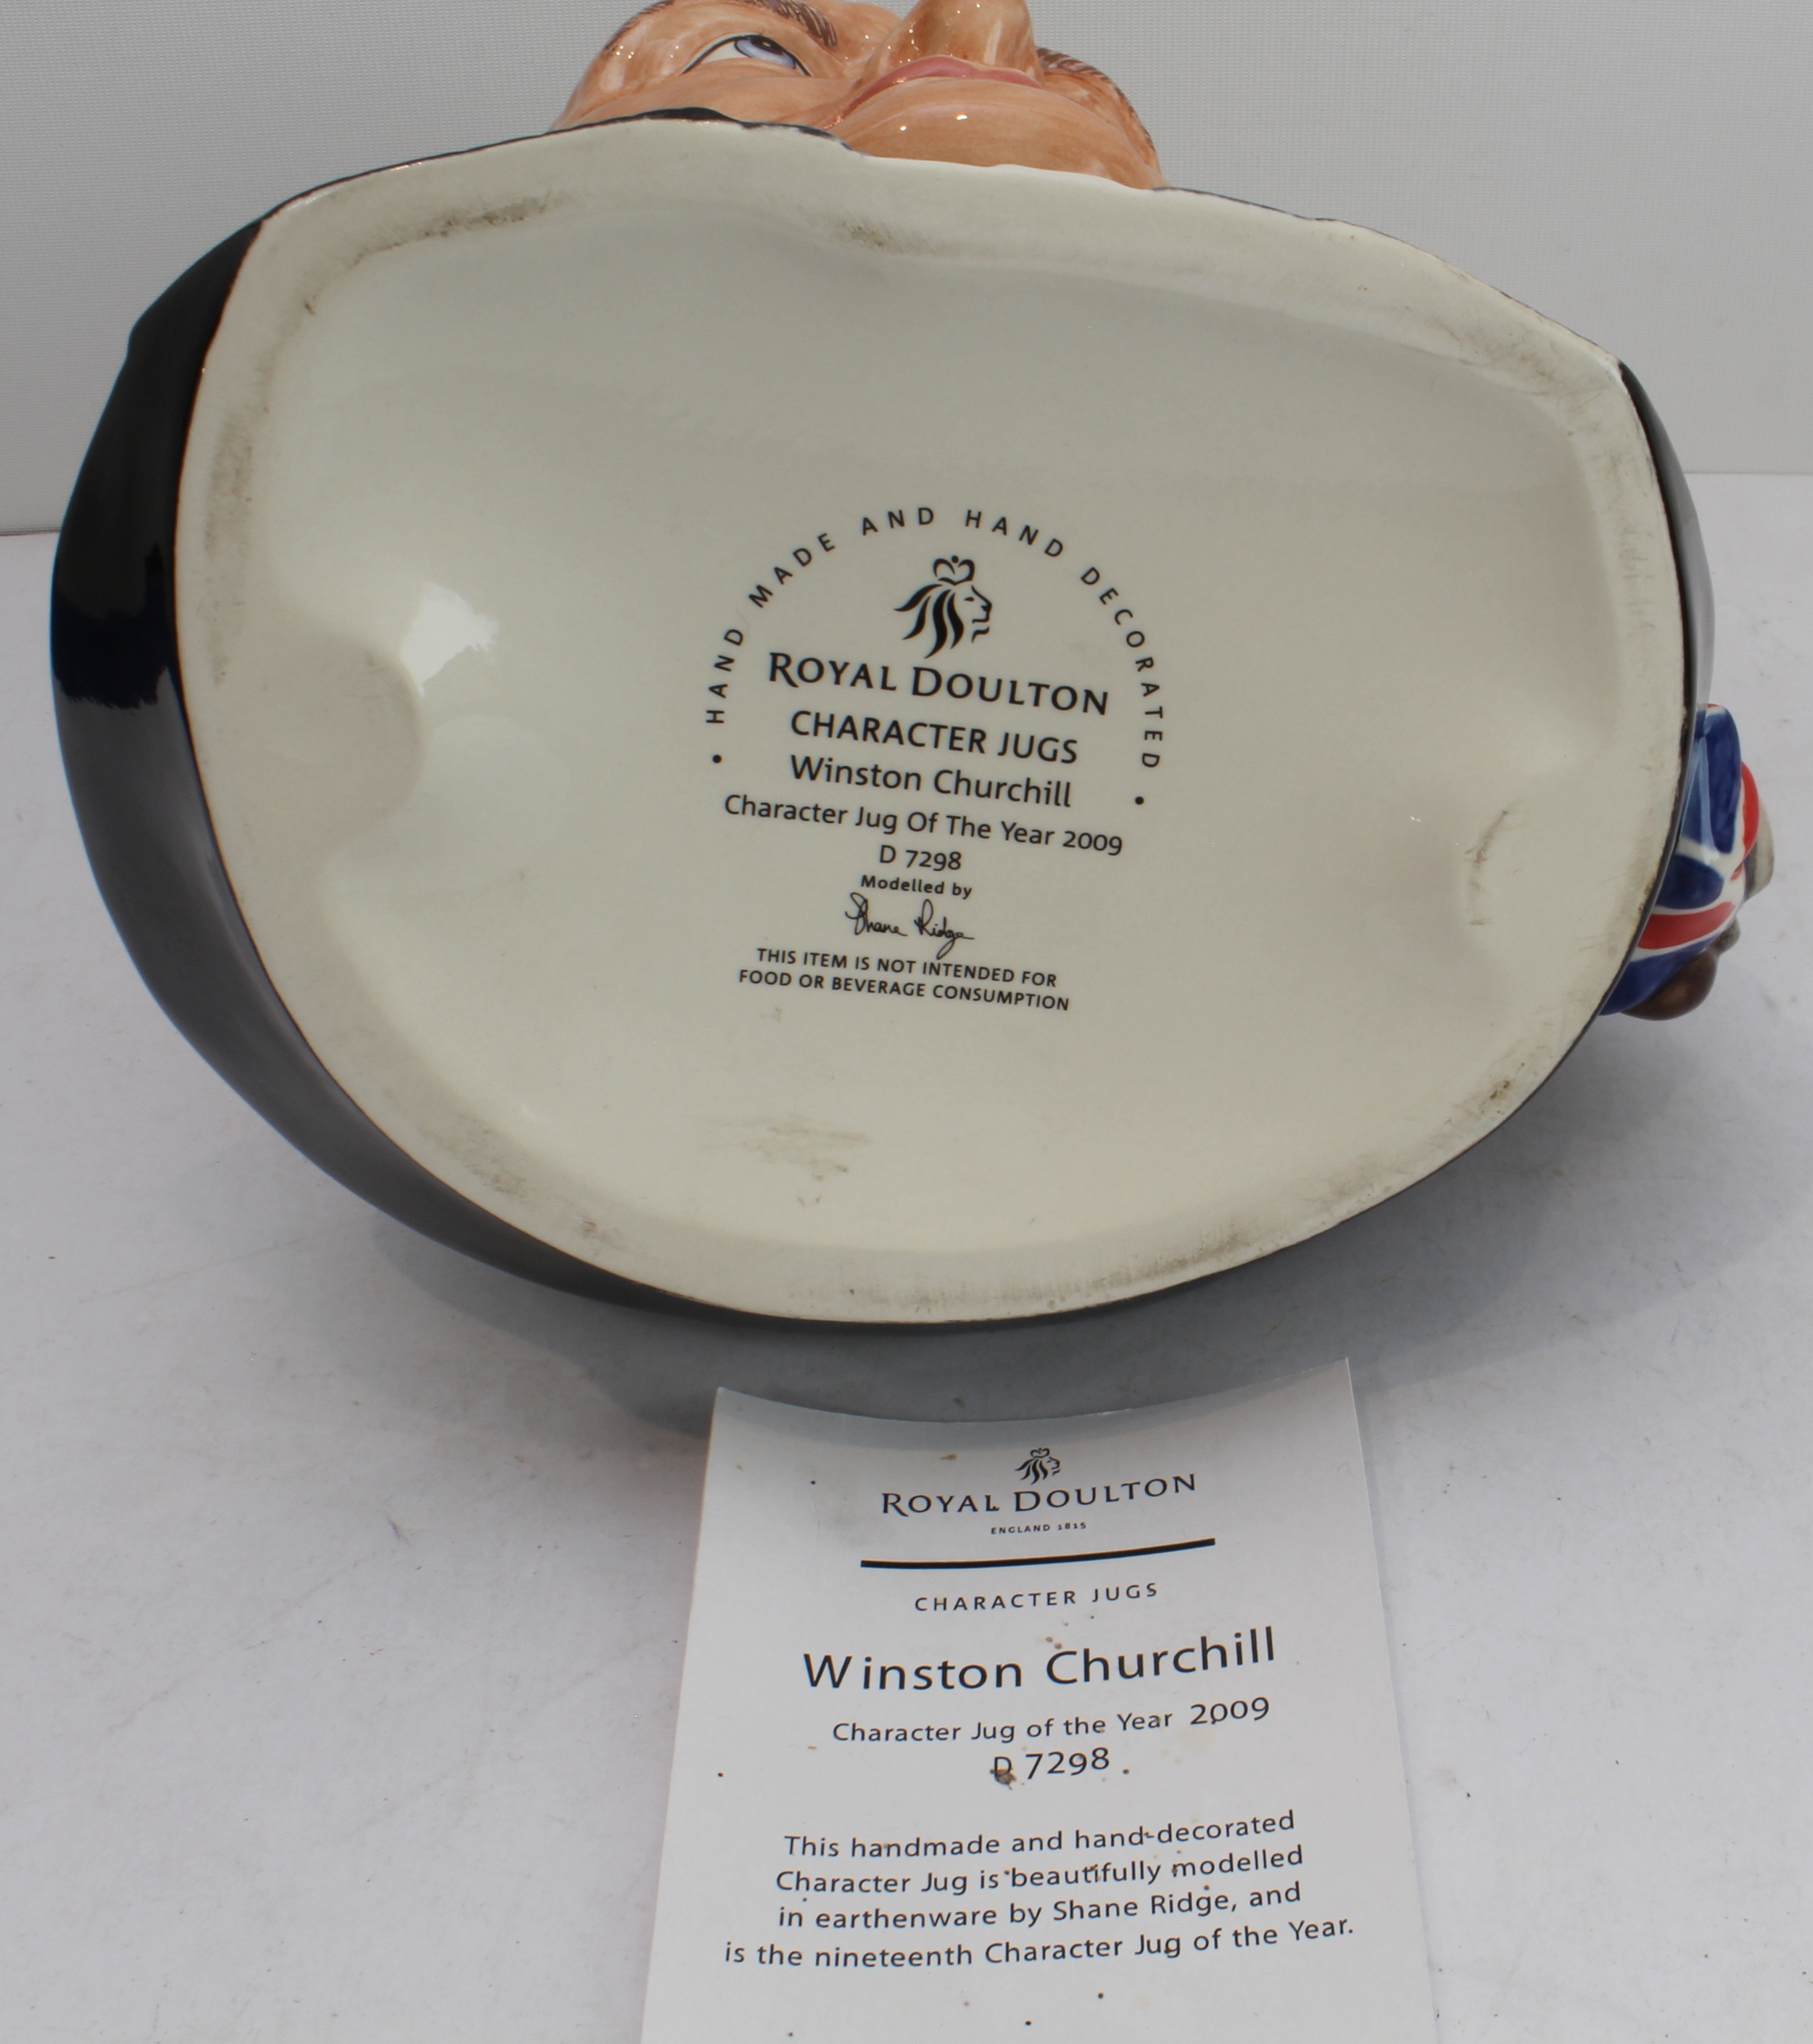 • HAND MADE AND HAND DECORATED •
ROYAL DOULTON
CHARACTER JUGS
Winston Churchill
Character Jug Of The Year 2009
D 7298
Modelled by
Shane Ridge
THIS ITEM IS NOT INTENDED FOR
FOOD OR BEVERAGE CONSUMPTION
ROYAL DOULTON
ENGLAND 1815
CHARACTER JUGS
Winston Churchill
Character Jug of the Year 2009
D 7298
This handmade and hand-decorated
Character Jug is beautifully modelled
in earthenware by Shane Ridge, and
is the nineteenth Character Jug of the Year.